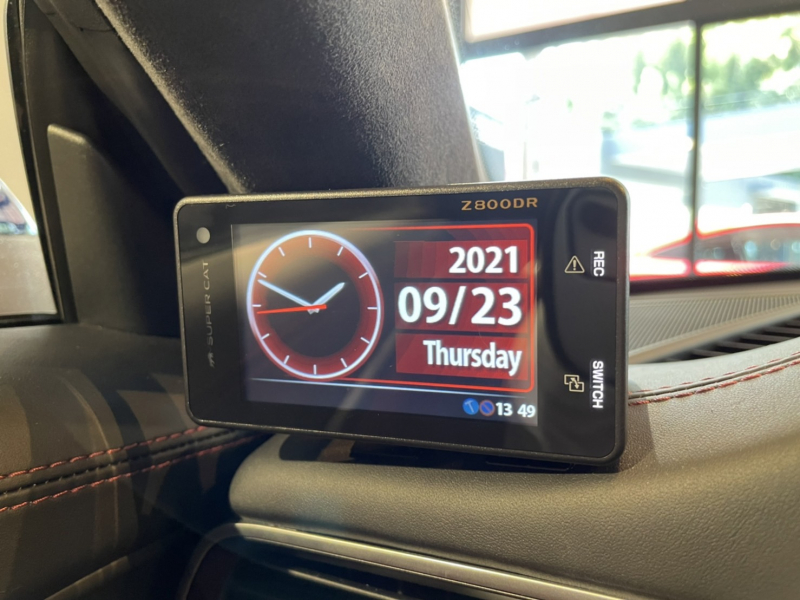 Z800DR
SUPER CAT
2021
09/23
Thursday
13 49
REC
SWITCH